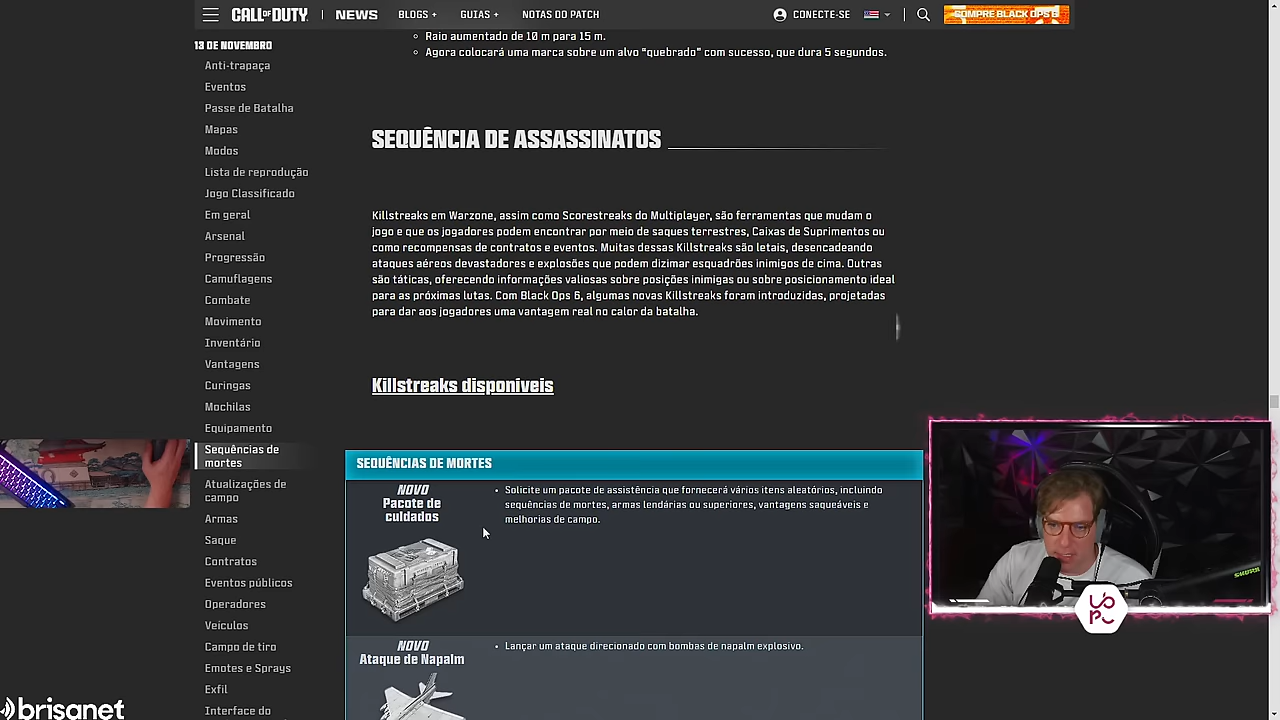 CALL OF DUTY
NEWS
BLOGS +
GUIAS +
NOTAS DO PATCH
CONECTE-SE
COMPRE BLACK OPS 6
13 DE NOVEMBRO
Anti-trapaça
Eventos
Passe de Batalha
Mapas
Modos
Lista de reprodução
Jogo Classificado
Em geral
Arsenal
Progressão
Camuflagens
Combate
Movimento
Inventário
Vantagens
Curingas
Mochilas
Equipamento
Sequências de
mortes
Atualizações de
campo
Armas
Saque
Contratos
Eventos públicos
Operadores
Veículos
Campo de tiro
Emotes e Sprays
Exfil
Interface do
Raio aumentado de 10 m para 15 m.
Agora colocará uma marca sobre um alvo "quebrado" com sucesso, que dura 5 segundos.
SEQUÊNCIA DE ASSASSINATOS
Killstreaks em Warzone, assim como Scorestreaks do Multiplayer, são ferramentas que mudam o
jogo e que os jogadores podem encontrar por meio de saques terrestres, Caixas de Suprimentos ou
como recompensas de contratos e eventos. Muitas dessas Killstreaks são letais, desencadeando
ataques aéreos devastadores e explosões que podem dizimar esquadrões inimigos de cima. Outras
são táticas, oferecendo informações valiosas sobre posições inimigas ou sobre posicionamento ideal
para as próximas lutas. Com Black Ops 6, algumas novas Killstreaks foram introduzidas, projetadas
para dar aos jogadores uma vantagem real no calor da batalha.
Killstreaks disponíveis
SEQUÊNCIAS DE MORTES
NOVO
Pacote de
cuidados
Solicite um pacote de assistência que fornecerá vários itens aleatórios, incluindo
sequências de mortes, armas lendárias ou superiores, vantagens saqueáveis e
melhorias de campo.
NOVO
Ataque de Napalm
Lançar um ataque direcionado com bombas de napalm explosivo.
SHURE
UO
PC
brisanet